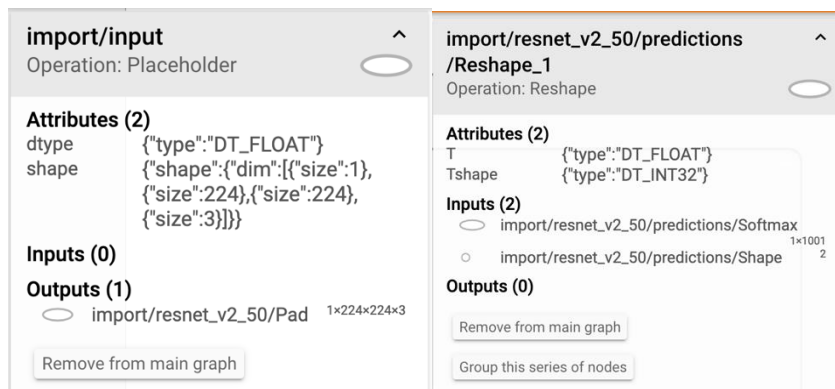 import/input
Operation: Placeholder
Attributes (2)
dtype {"type":"DT_FLOAT"}
shape {"shape":{"dim":[{"size":1},
{"size":224},{"size":224},
{"size":3}]}}
Inputs (0)
Outputs (1)
import/resnet_v2_50/Pad 1×224×224×3
Remove from main graph
import/resnet_v2_50/predictions
/Reshape_1
Operation: Reshape
Attributes (2)
T {"type":"DT_FLOAT"}
Tshape {"type":"DT_INT32"}
Inputs (2)
import/resnet_v2_50/predictions/Softmax
1×1001
import/resnet_v2_50/predictions/Shape 2
Outputs (0)
Remove from main graph
Group this series of nodes